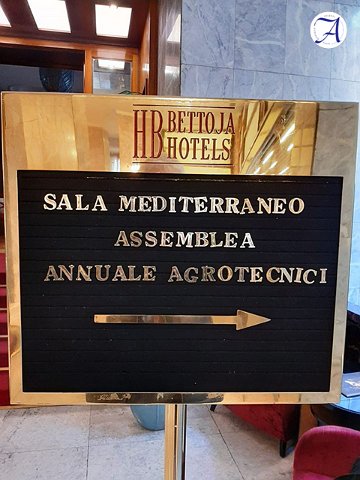 HB BETTOJA
HOTELS
SALA MEDITERRANEO
ASSEMBLEA
ANNUALE AGROTECNICI